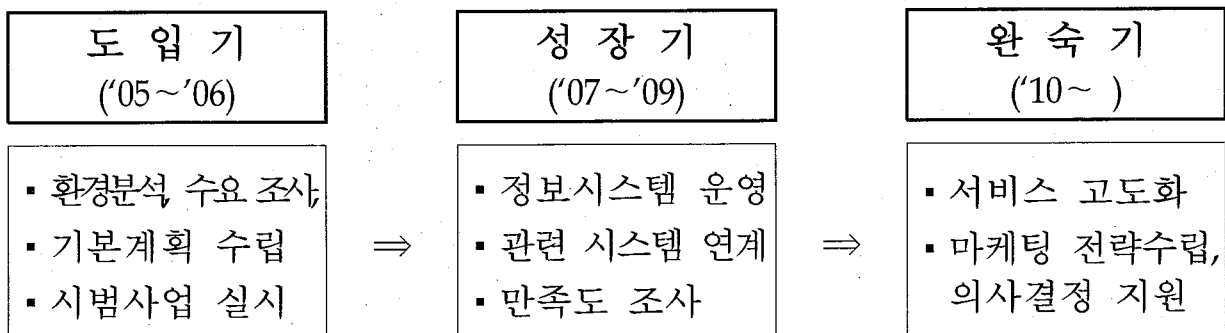 도 입 기
('05~'06)
성 장 기
('07~'09)
완 숙 기
('10~ )
▪ 환경분석, 수요 조사,
▪ 기본계획 수립
▪ 시범사업 실시
⇒
▪ 정보시스템 운영
▪ 관련 시스템 연계
▪ 만족도 조사
⇒
▪ 서비스 고도화
▪ 마케팅 전략수립,
의사결정 지원